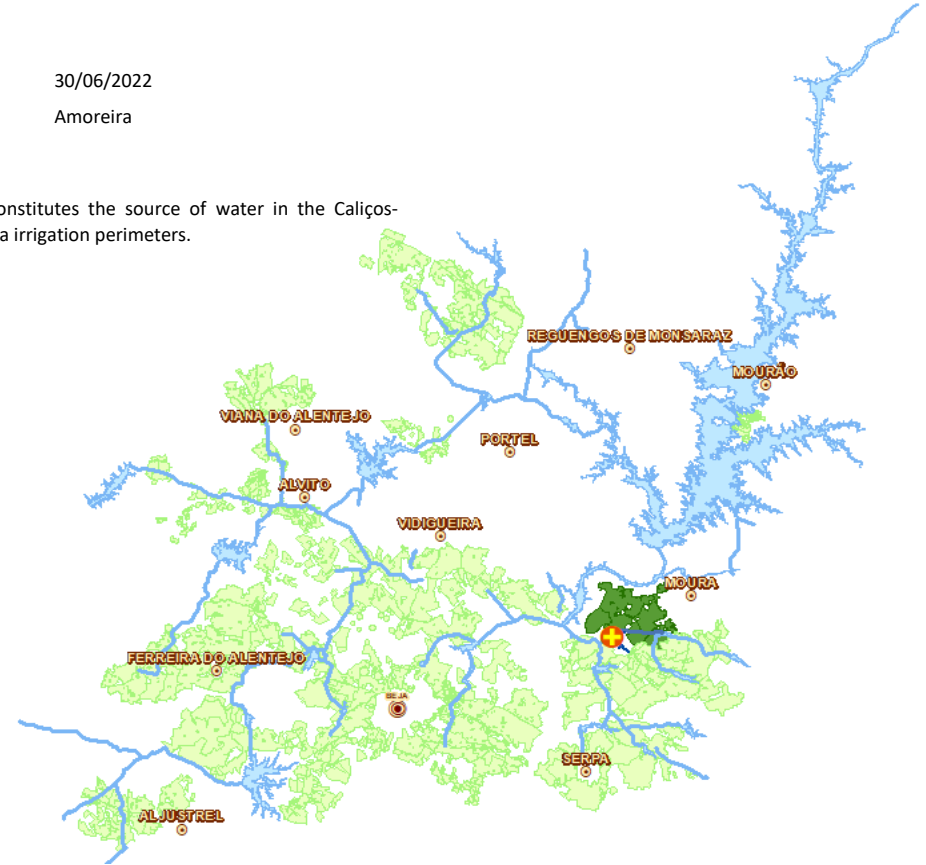 30/06/2022
Amoreira
onstitutes the source of water in the Caliços-
a irrigation perimeters.
REGUENGOS DE MONSARAZ
MOURÃO
VIANA DO ALENTEJO
PORTEL
ALVITO
VIDIGUEIRA
MOURA
FERREIRA DO ALENTEJO
BEJA
SERPA
ALJUSTREL